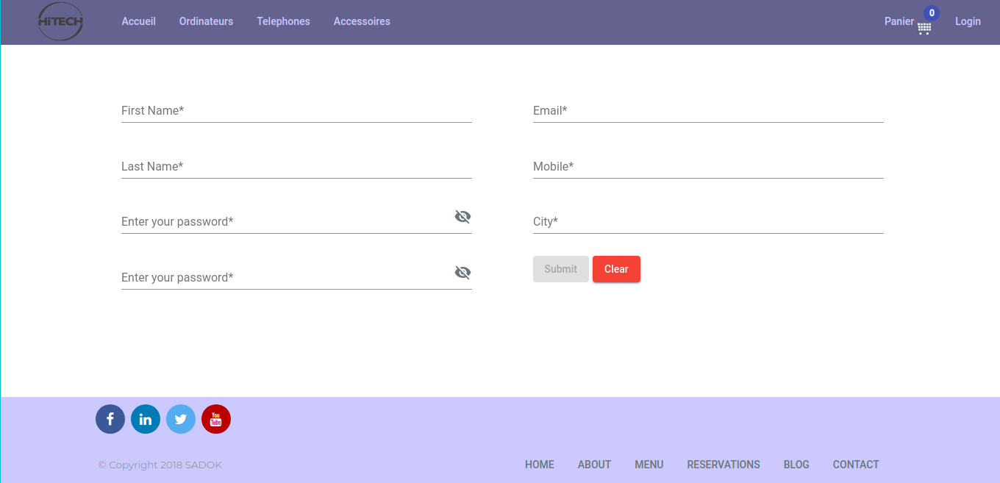 HiTECH Accueil Ordinateurs Telephones Accessoires Panier 0 Login
First Name* Email*
Last Name* Mobile*
Enter your password* City*
Submit Clear
Enter your password*
f in You Tube
© Copyright 2018 SADOK HOME ABOUT MENU RESERVATIONS BLOG CONTACT